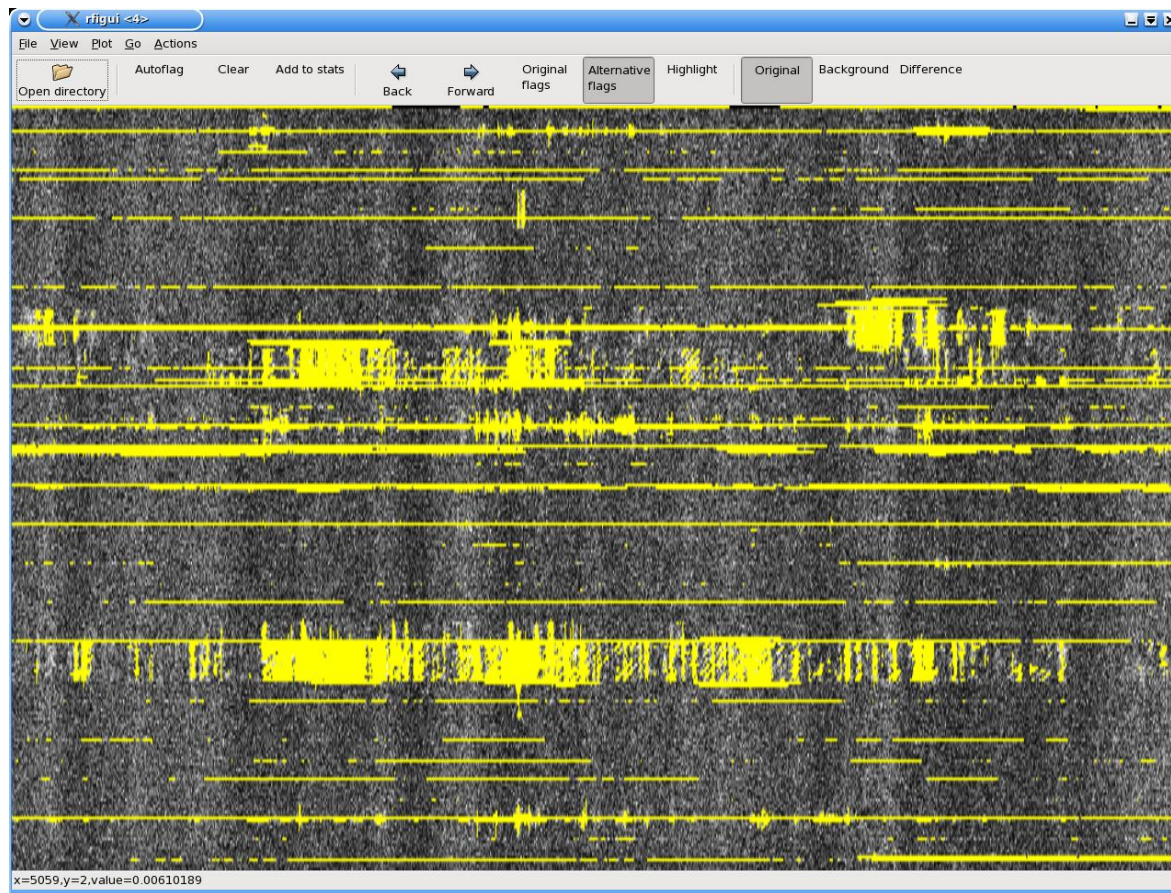 rfigui <4>
File View Plot Go Actions
Open directory Autoflag Clear Add to stats Back Forward Original flags Alternative flags Highlight Original Background Difference
x=5059,y=2,value=0.00610189